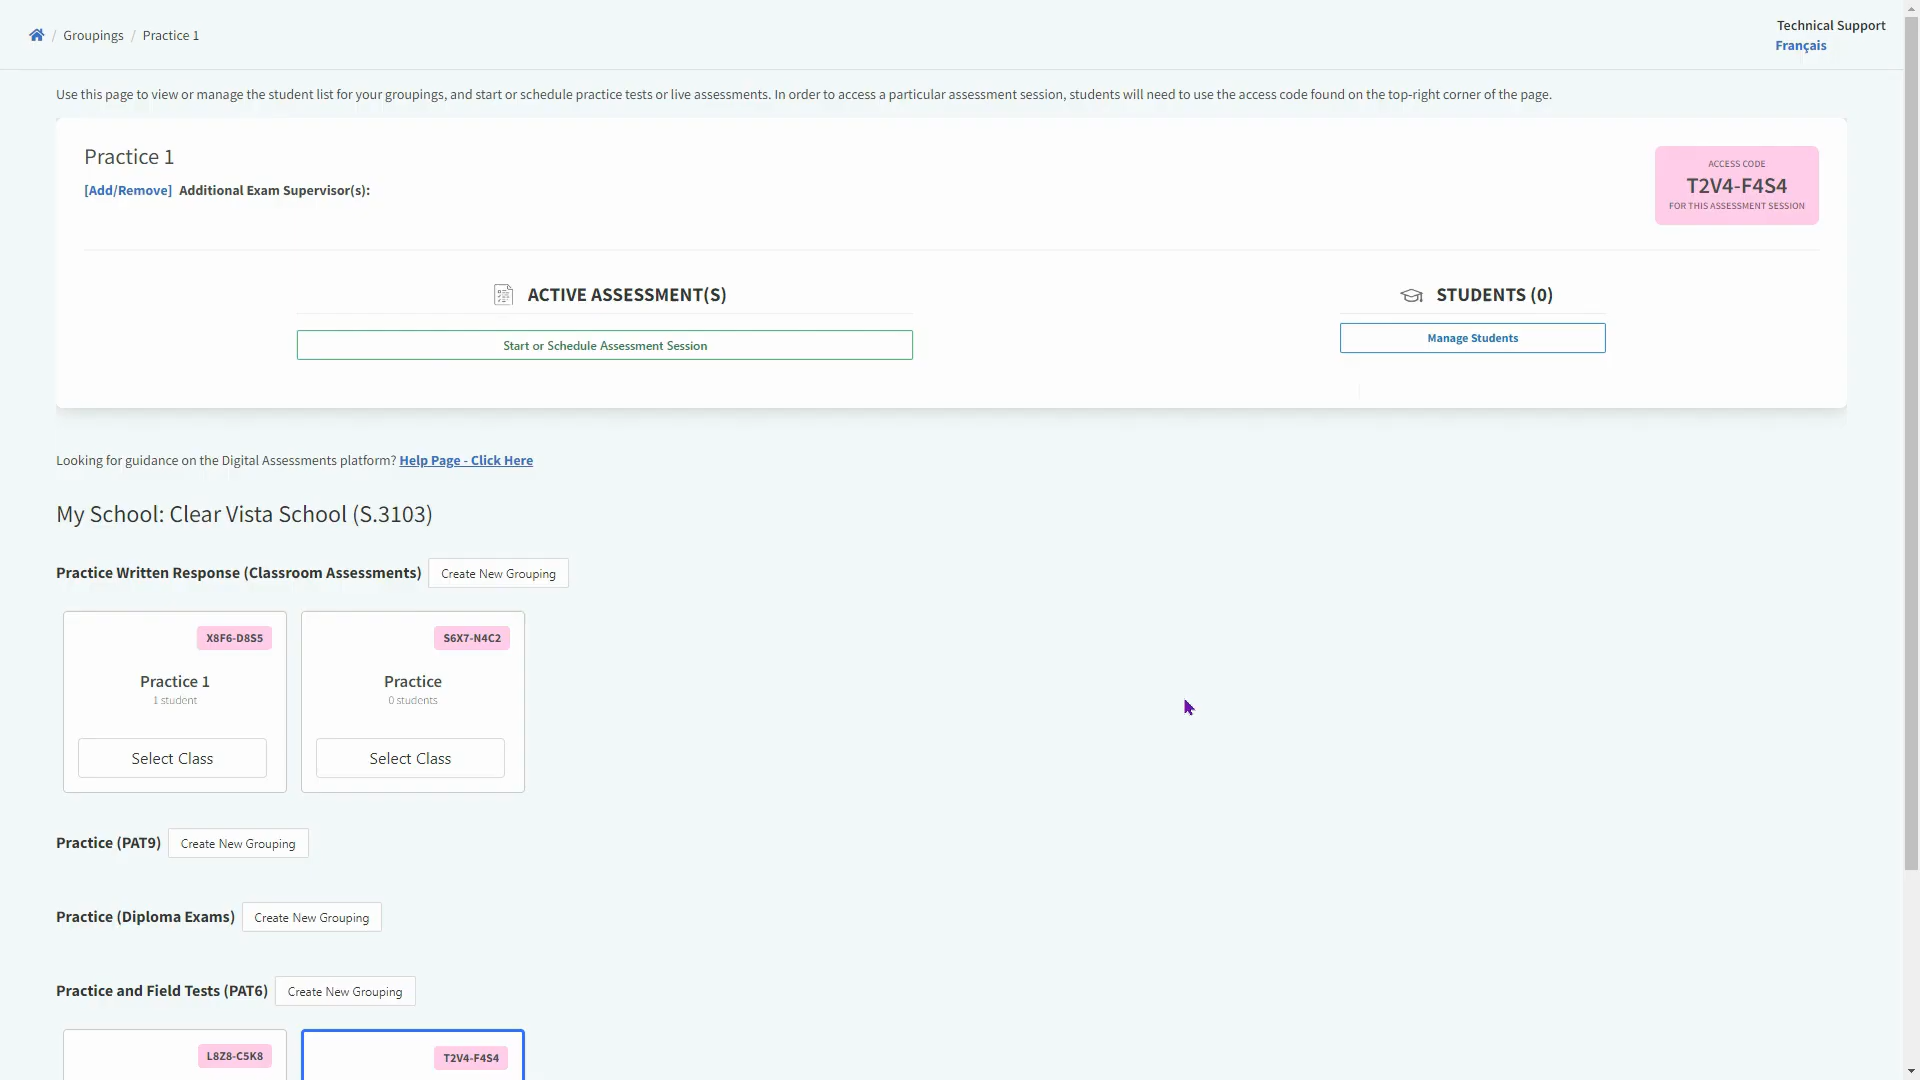 / Groupings / Practice 1
Technical Support
Français
Use this page to view or manage the student list for your groupings, and start or schedule practice tests or live assessments. In order to access a particular assessment session, students will need to use the access code found on the top-right corner of the page.
Practice 1
[Add/Remove] Additional Exam Supervisor(s):
ACCESS CODE
T2V4-F4S4
FOR THIS ASSESSMENT SESSION
ACTIVE ASSESSMENT(S)
STUDENTS (0)
Start or Schedule Assessment Session
Manage Students
Looking for guidance on the Digital Assessments platform? Help Page - Click Here
My School: Clear Vista School (S.3103)
Practice Written Response (Classroom Assessments) Create New Grouping
X8F6-D8S5
S6X7-N4C2
Practice 1
Practice
1 student
0 students
Select Class
Select Class
Practice (PAT9) Create New Grouping
Practice (Diploma Exams) Create New Grouping
Practice and Field Tests (PAT6) Create New Grouping
L8Z8-C5K8
T2V4-F4S4